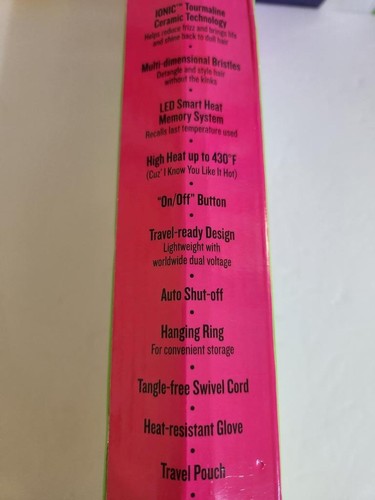 IONIC™ Tourmaline
Ceramic Technology
Helps reduce frizz and brings life
and shine back to dull hair
•
Multi-dimensional Bristles
Detangle and style hair
without the kinks
•
LED Smart Heat
Memory System
Recalls last temperature used
•
High Heat up to 430°F
(Cuz' I Know You Like It Hot)
•
"On/Off" Button
•
Travel-ready Design
Lightweight with
worldwide dual voltage
•
Auto Shut-off
•
Hanging Ring
For convenient storage
•
Tangle-free Swivel Cord
•
Heat-resistant Glove
•
Travel Pouch
•